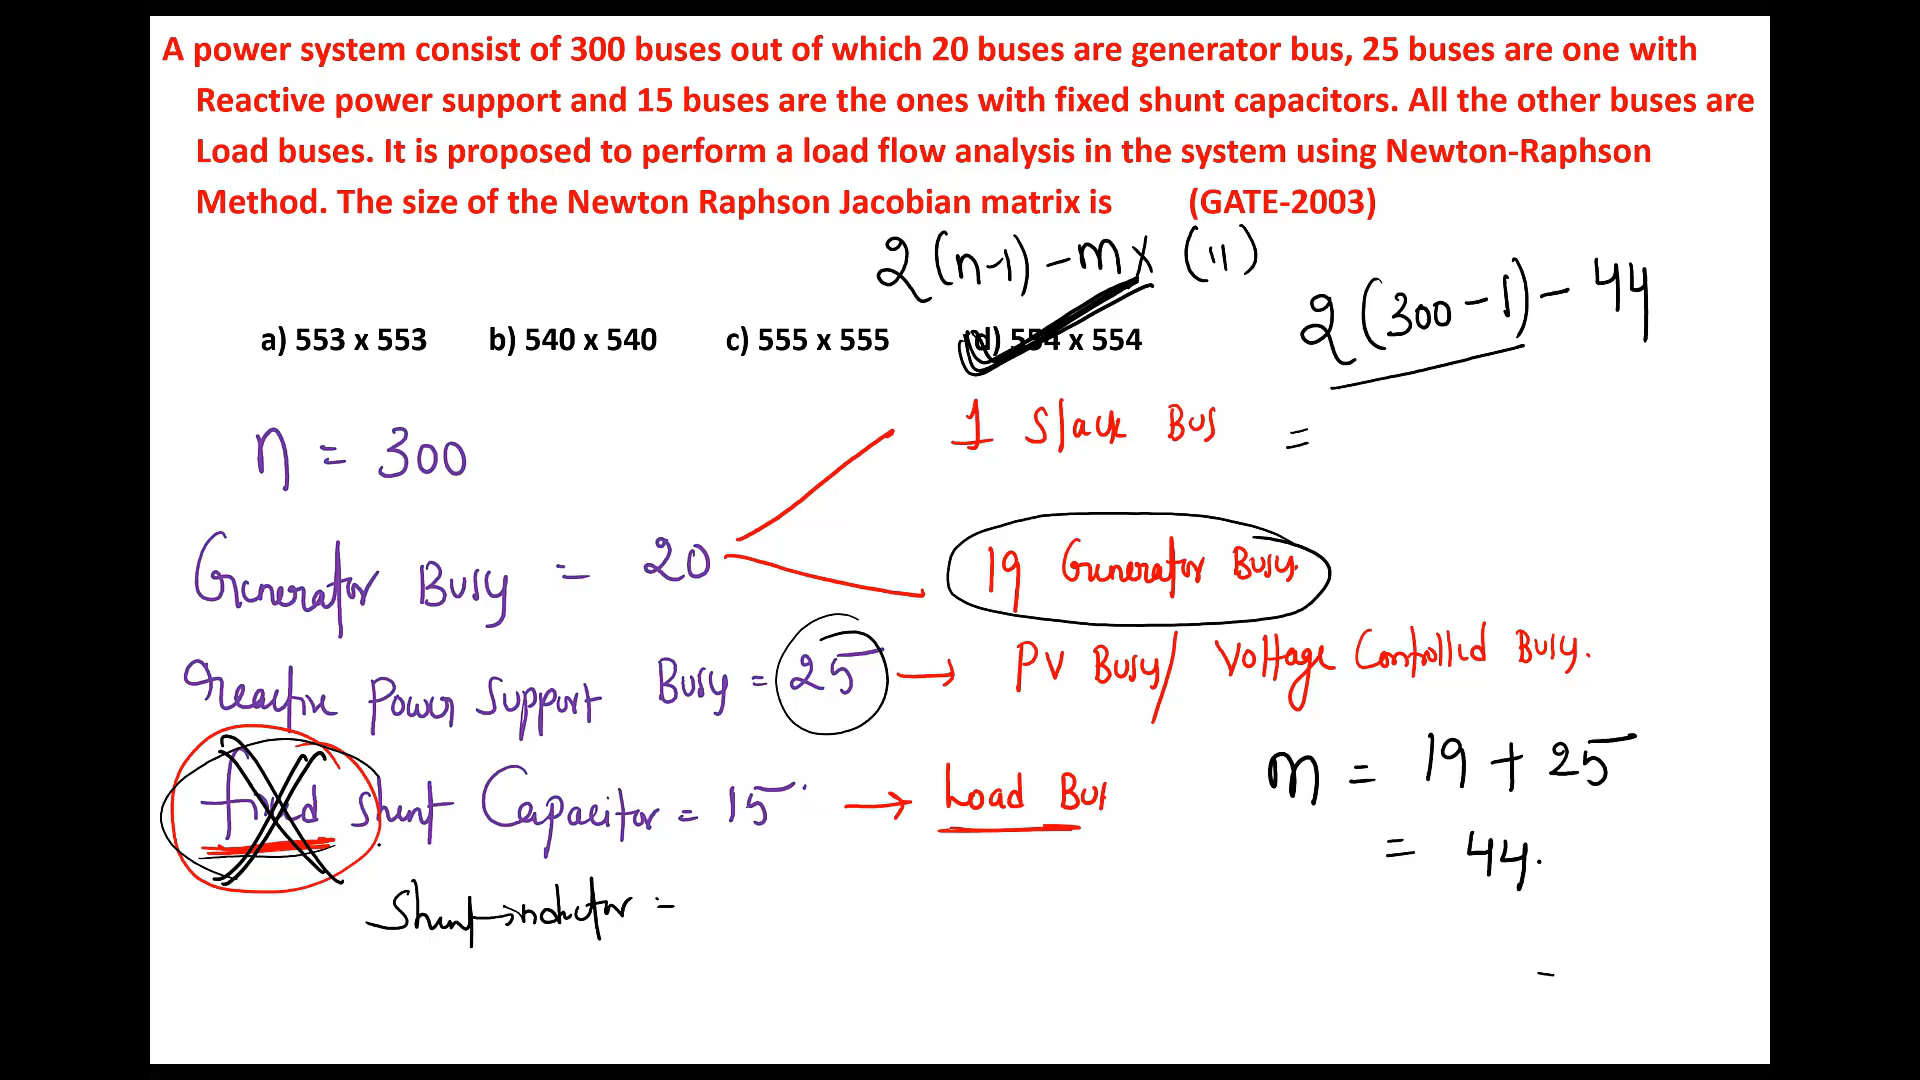 A power system consist of 300 buses out of which 20 buses are generator bus, 25 buses are one with
Reactive power support and 15 buses are the ones with fixed shunt capacitors. All the other buses are
Load buses. It is proposed to perform a load flow analysis in the system using Newton-Raphson
Method. The size of the Newton Raphson Jacobian matrix is (GATE-2003)
2(n-1) - m x (11)
2(300-1) - 44
a) 553 x 553 b) 540 x 540 c) 555 x 555 d) 554 x 554
1 Slack Bus =
n = 300
Generator Busy = 20
19 Generator Busy.
Reactive Power Support Busy = 25 → PV Busy/ Voltage Controlled Busy.
fixed shunt Capacitor = 15 → Load Bus
m = 19 + 25
= 44.
Shunt =